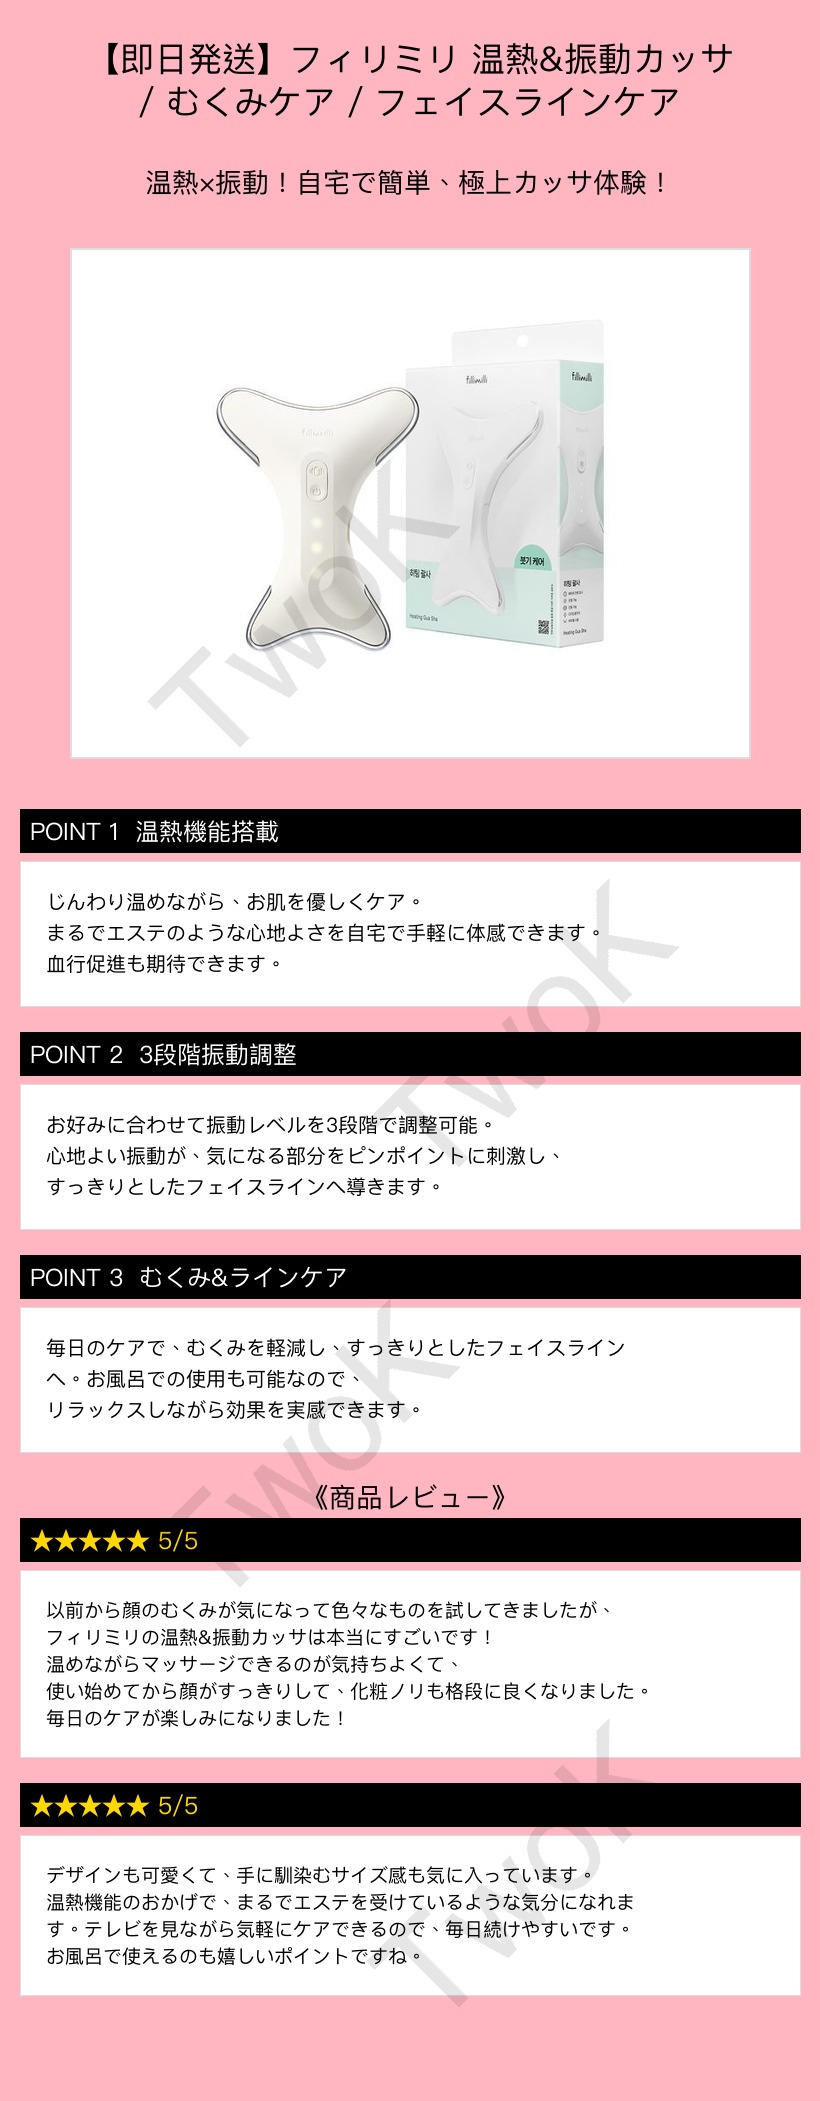 【即日発送】フィリミリ 温熱&振動カッサ
/ むくみケア / フェイスラインケア
温熱×振動！自宅で簡単、極上カッサ体験！
fillimilli
fillimilli
fillimilli
붓기 케어
히팅 괄사
Heating Gua Sha
히팅 괄사
Heating Gua Sha
TwoK
POINT 1 温熱機能搭載
じんわり温めながら、お肌を優しくケア。
まるでエステのような心地よさを自宅で手軽に体感できます。
血行促進も期待できます。
TwoK
POINT 2 3段階振動調整
お好みに合わせて振動レベルを3段階で調整可能。
心地よい振動が、気になる部分をピンポイントに刺激し、
すっきりとしたフェイスラインへ導きます。
POINT 3 むくみ&ラインケア
毎日のケアで、むくみを軽減し、すっきりとしたフェイスライン
へ。お風呂での使用も可能なので、
リラックスしながら効果を実感できます。
TwoK
《商品レビュー》
★★★★★ 5/5
以前から顔のむくみが気になって色々なものを試してきましたが、
フィリミリの温熱&振動カッサは本当にすごいです！
温めながらマッサージできるのが気持ちよくて、
使い始めてから顔がすっきりして、化粧ノリも格段に良くなりました。
毎日のケアが楽しみになりました！
★★★★★ 5/5
デザインも可愛くて、手に馴染むサイズ感も気に入っています。
温熱機能のおかげで、まるでエステを受けているような気分になれま
す。テレビを見ながら気軽にケアできるので、毎日続けやすいです。
お風呂で使えるのも嬉しいポイントですね。
TwoK